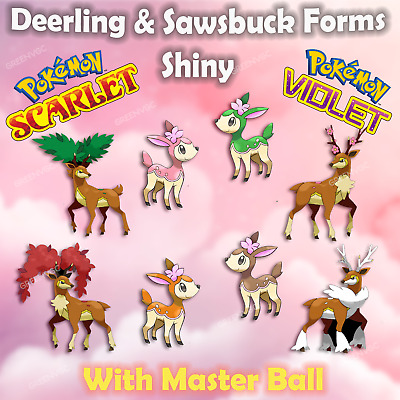 Deerling & Sawsbuck Forms
Shiny
POKéMON
SCARLET
POKéMON
VIOLET
With Master Ball